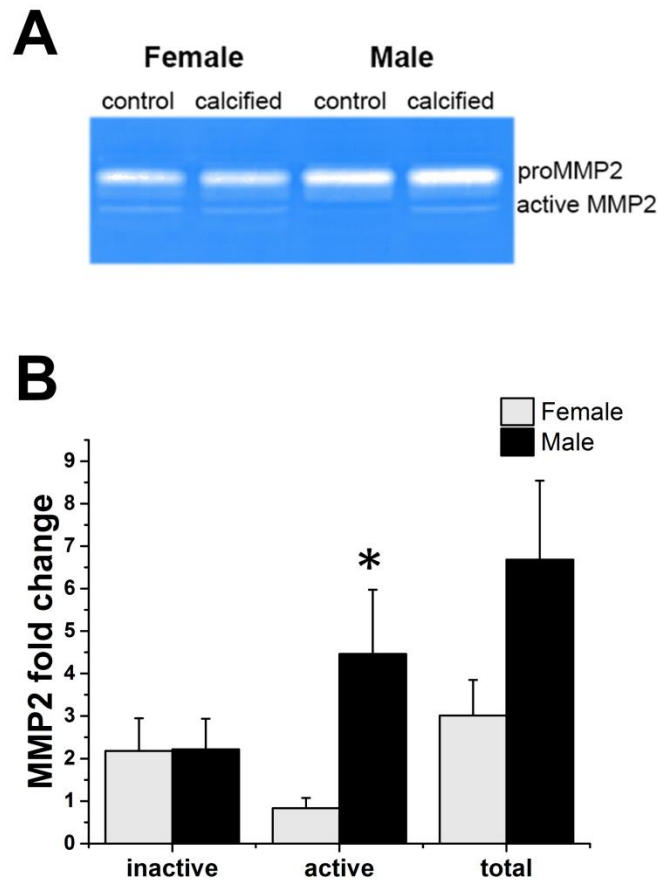 A
Female Male
control calcified control calcified
proMMP2
active MMP2
B
Female
Male
MMP2 fold change
9
8
7
6
5
4
3
2
1
0
*
inactive active total